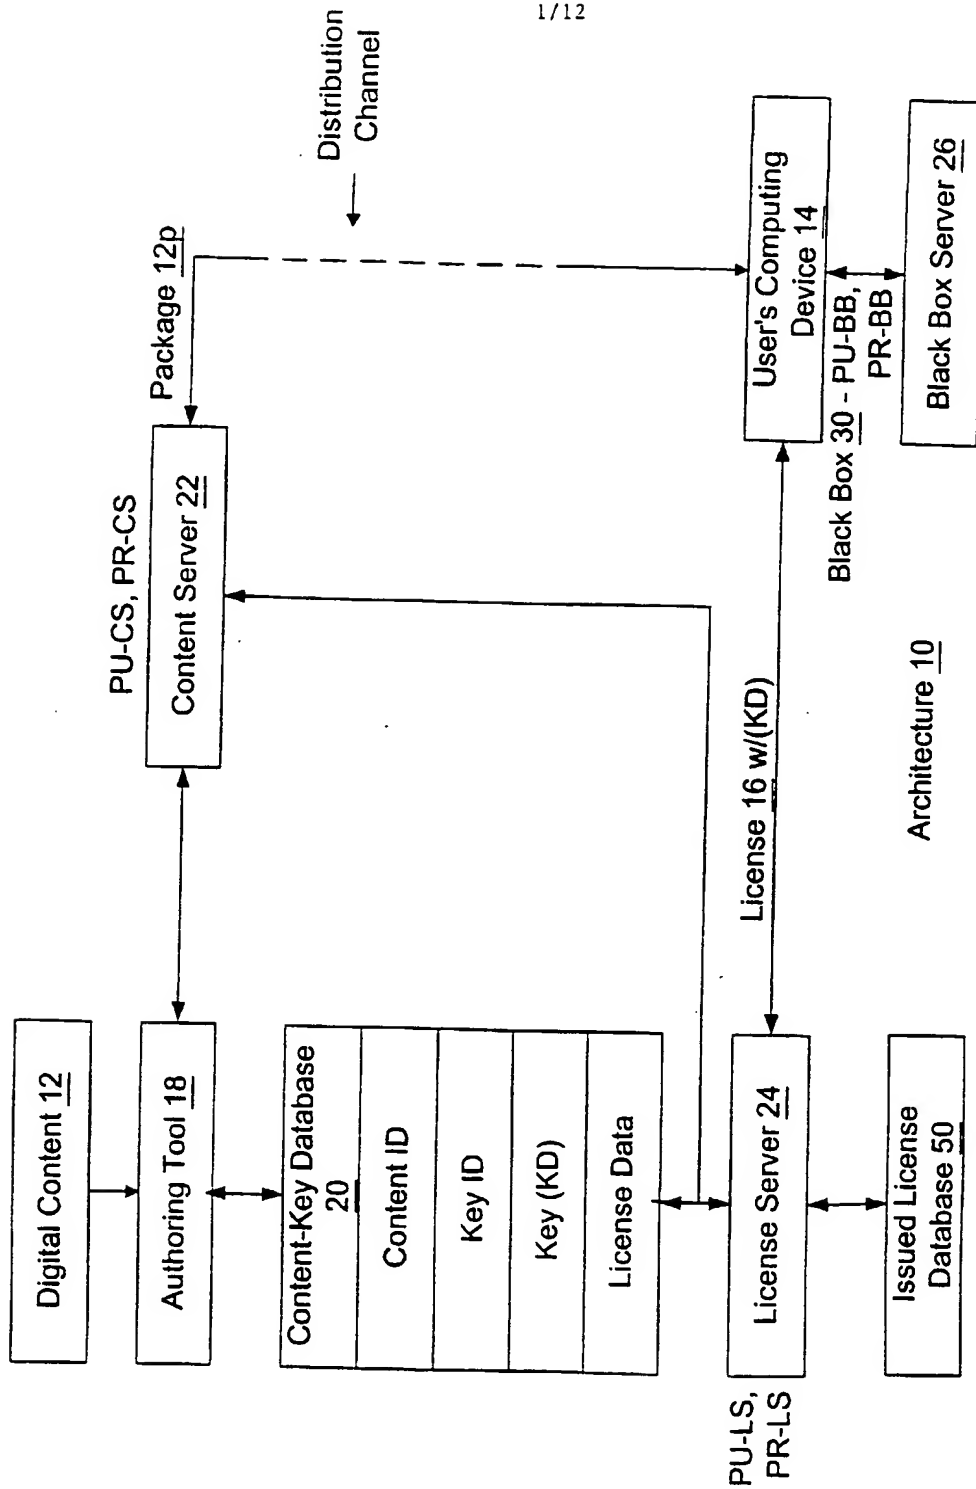 1/12
Digital Content 12
Authoring Tool 18
Content-Key Database
20
Content ID
Key ID
Key (KD)
License Data
PU-LS,
PR-LS
License Server 24
Issued License
Database 50
PU-CS, PR-CS
Content Server 22
Package 12p
Distribution
Channel
License 16 w/(KD)
User's Computing
Device 14
Black Box 30 - PU-BB,
PR-BB
Black Box Server 26
Architecture 10